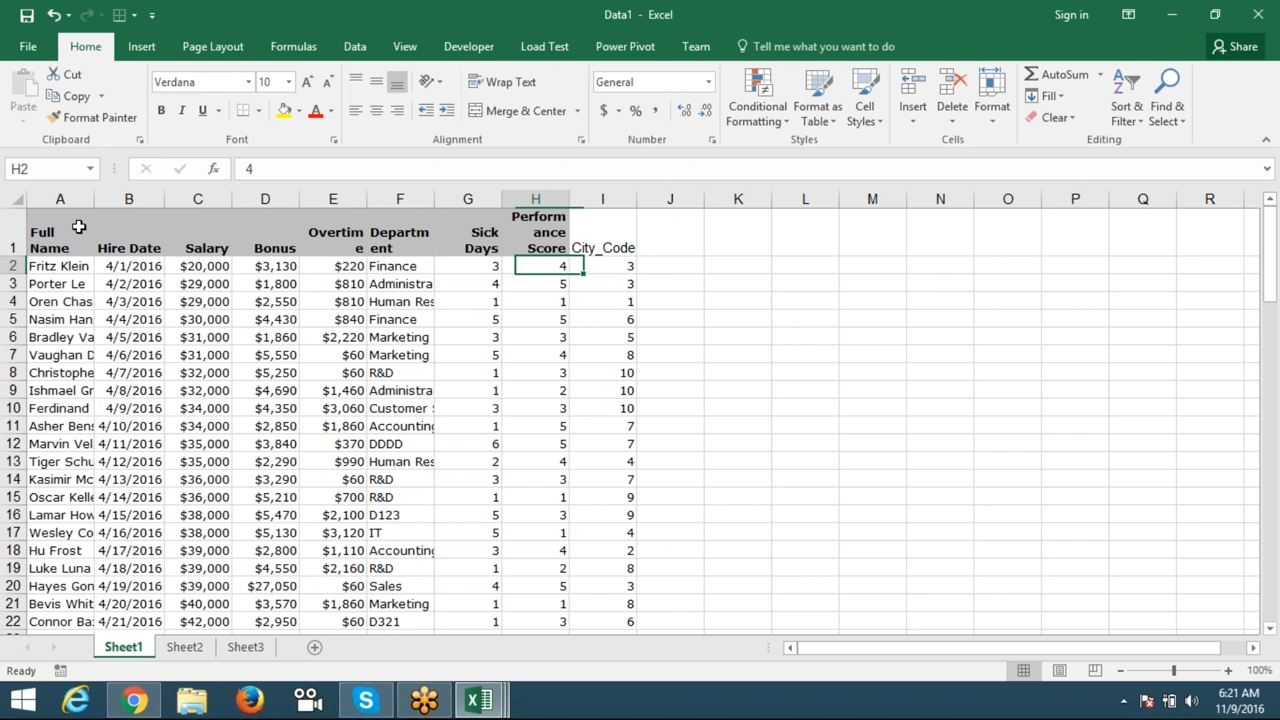 Data1 - Excel
Sign in
File Home Insert Page Layout Formulas Data View Developer Load Test Power Pivot Team Tell me what you want to do Share
Paste
Cut
Copy
Format Painter
Clipboard
Verdana 10
B I U
Font
Wrap Text
Merge & Center
Alignment
General
$ % ,
Number
Conditional Formatting
Format as Table
Cell Styles
Styles
Insert
Delete
Format
Cells
AutoSum
Fill
Clear
Sort & Filter
Find & Select
Editing
H2 fx 4
A B C D E F G H I J K L M N O P Q R
1 Full Name Hire Date Salary Bonus Overtime Department Sick Days Performance Score City_Code
2 Fritz Klein 4/1/2016 $20,000 $3,130 $220 Finance 3 4 3
3 Porter Le 4/2/2016 $29,000 $1,800 $810 Administra 4 5 3
4 Oren Chas 4/3/2016 $29,000 $2,550 $810 Human Res 1 1 1
5 Nasim Han 4/4/2016 $30,000 $4,430 $840 Finance 5 5 6
6 Bradley Va 4/5/2016 $31,000 $1,860 $2,220 Marketing 3 3 5
7 Vaughan D 4/6/2016 $31,000 $5,550 $60 Marketing 5 4 8
8 Christophe 4/7/2016 $32,000 $5,250 $60 R&D 1 3 10
9 Ishmael Gr 4/8/2016 $32,000 $4,690 $1,460 Administra 1 2 10
10 Ferdinand 4/9/2016 $34,000 $4,350 $3,060 Customer 3 3 10
11 Asher Bens 4/10/2016 $34,000 $2,850 $1,860 Accounting 1 5 7
12 Marvin Vel 4/11/2016 $35,000 $3,840 $370 DDDD 6 5 7
13 Tiger Schu 4/12/2016 $35,000 $2,290 $990 Human Res 2 4 4
14 Kasimir Mc 4/13/2016 $36,000 $3,290 $60 R&D 3 3 7
15 Oscar Kelle 4/14/2016 $36,000 $5,210 $700 R&D 1 1 9
16 Lamar How 4/15/2016 $38,000 $5,470 $2,100 D123 5 3 9
17 Wesley Co 4/16/2016 $38,000 $5,130 $3,120 IT 5 1 4
18 Hu Frost 4/17/2016 $39,000 $2,800 $1,110 Accounting 3 4 2
19 Luke Luna 4/18/2016 $39,000 $4,550 $2,160 R&D 1 2 8
20 Hayes Gon 4/19/2016 $39,000 $27,050 $60 Sales 4 5 3
21 Bevis Whit 4/20/2016 $40,000 $3,570 $1,860 Marketing 1 1 8
22 Connor Ba 4/21/2016 $42,000 $2,950 $60 D321 1 3 6
Sheet1 Sheet2 Sheet3
Ready 100%
6:21 AM
11/9/2016